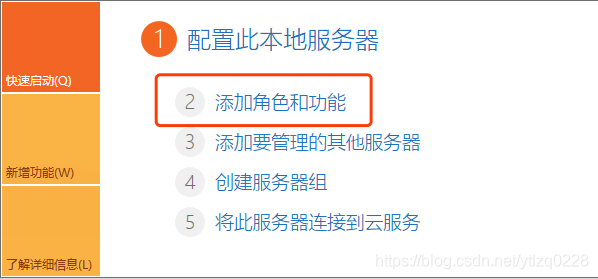 1 配置此本地服务器
快速启动(Q)
2 添加角色和功能
3 添加要管理的其他服务器
新增功能(W)
4 创建服务器组
5 将此服务器连接到云服务
了解详细信息(L)
https://blog.csdn.net/ytlzq0228